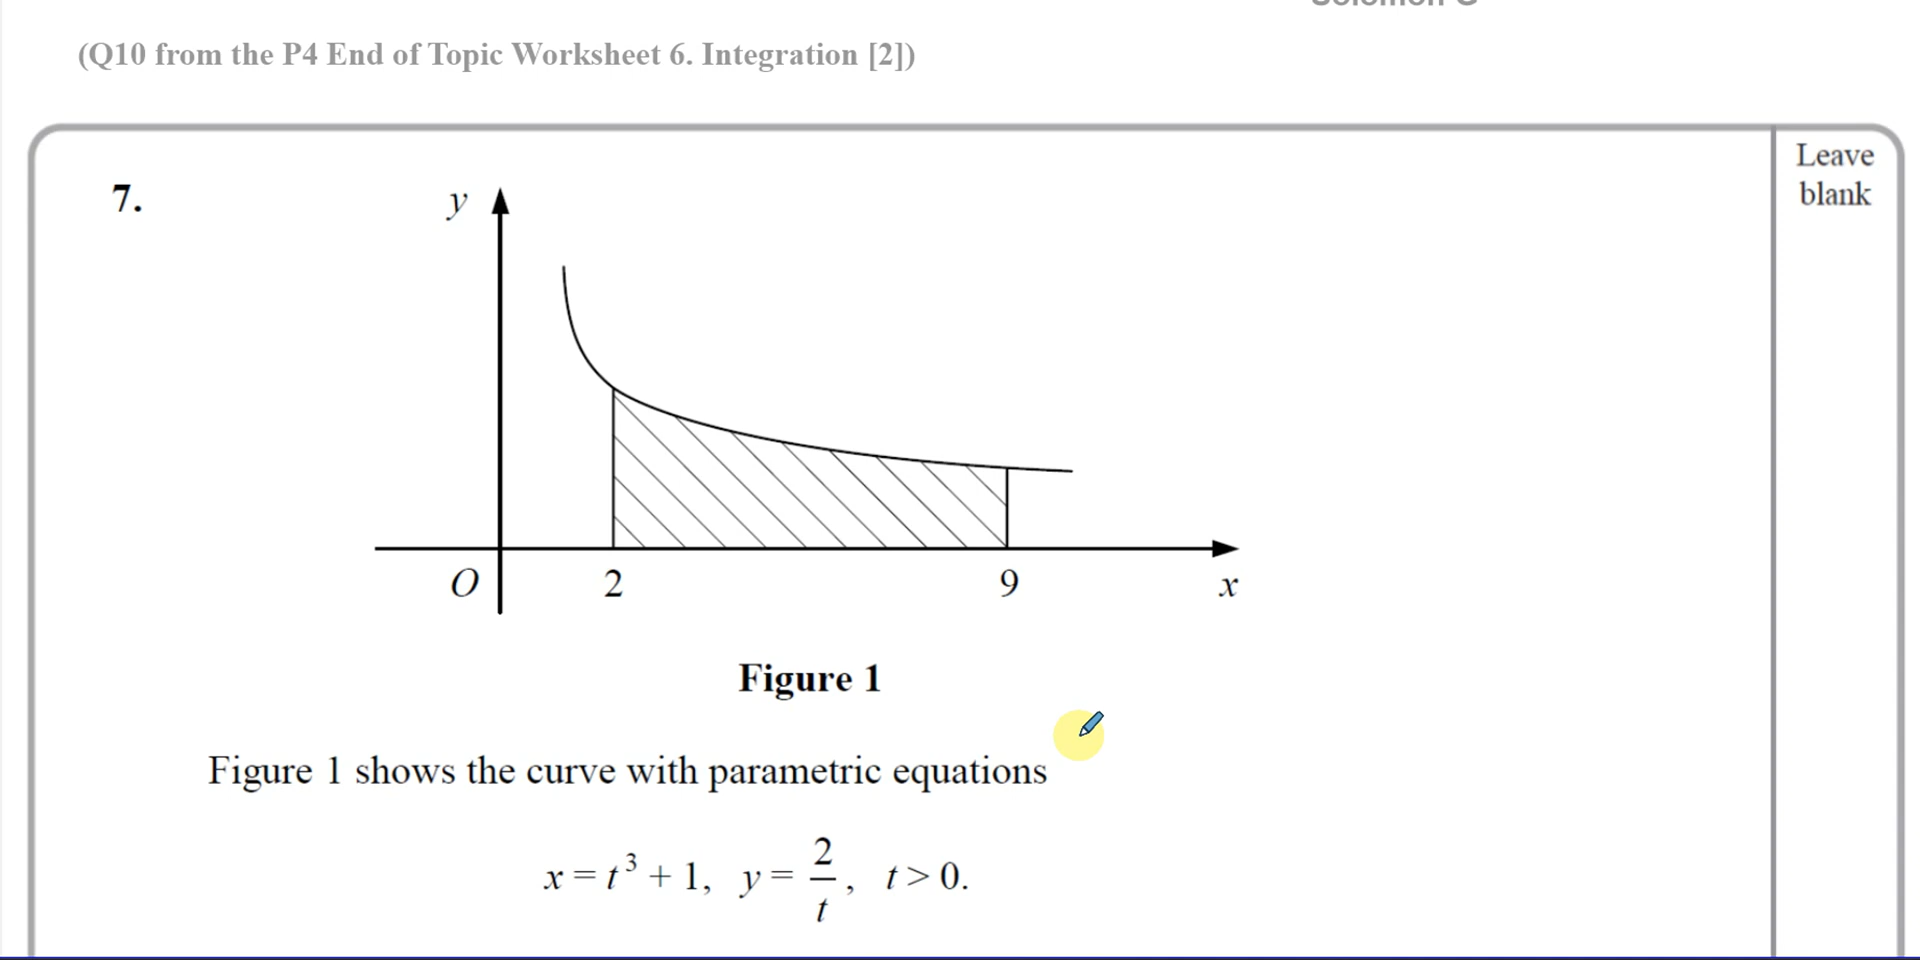 (Q10 from the P4 End of Topic Worksheet 6. Integration [2])
Leave
blank
7.
y
O
2
9
x
Figure 1
Figure 1 shows the curve with parametric equations
x = t³ + 1, y = 2/t, t > 0.